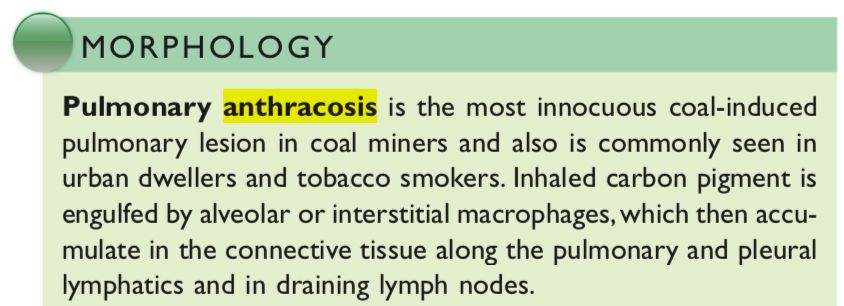 MORPHOLOGY
Pulmonary anthracosis is the most innocuous coal-induced
pulmonary lesion in coal miners and also is commonly seen in
urban dwellers and tobacco smokers. Inhaled carbon pigment is
engulfed by alveolar or interstitial macrophages, which then accu-
mulate in the connective tissue along the pulmonary and pleural
lymphatics and in draining lymph nodes.